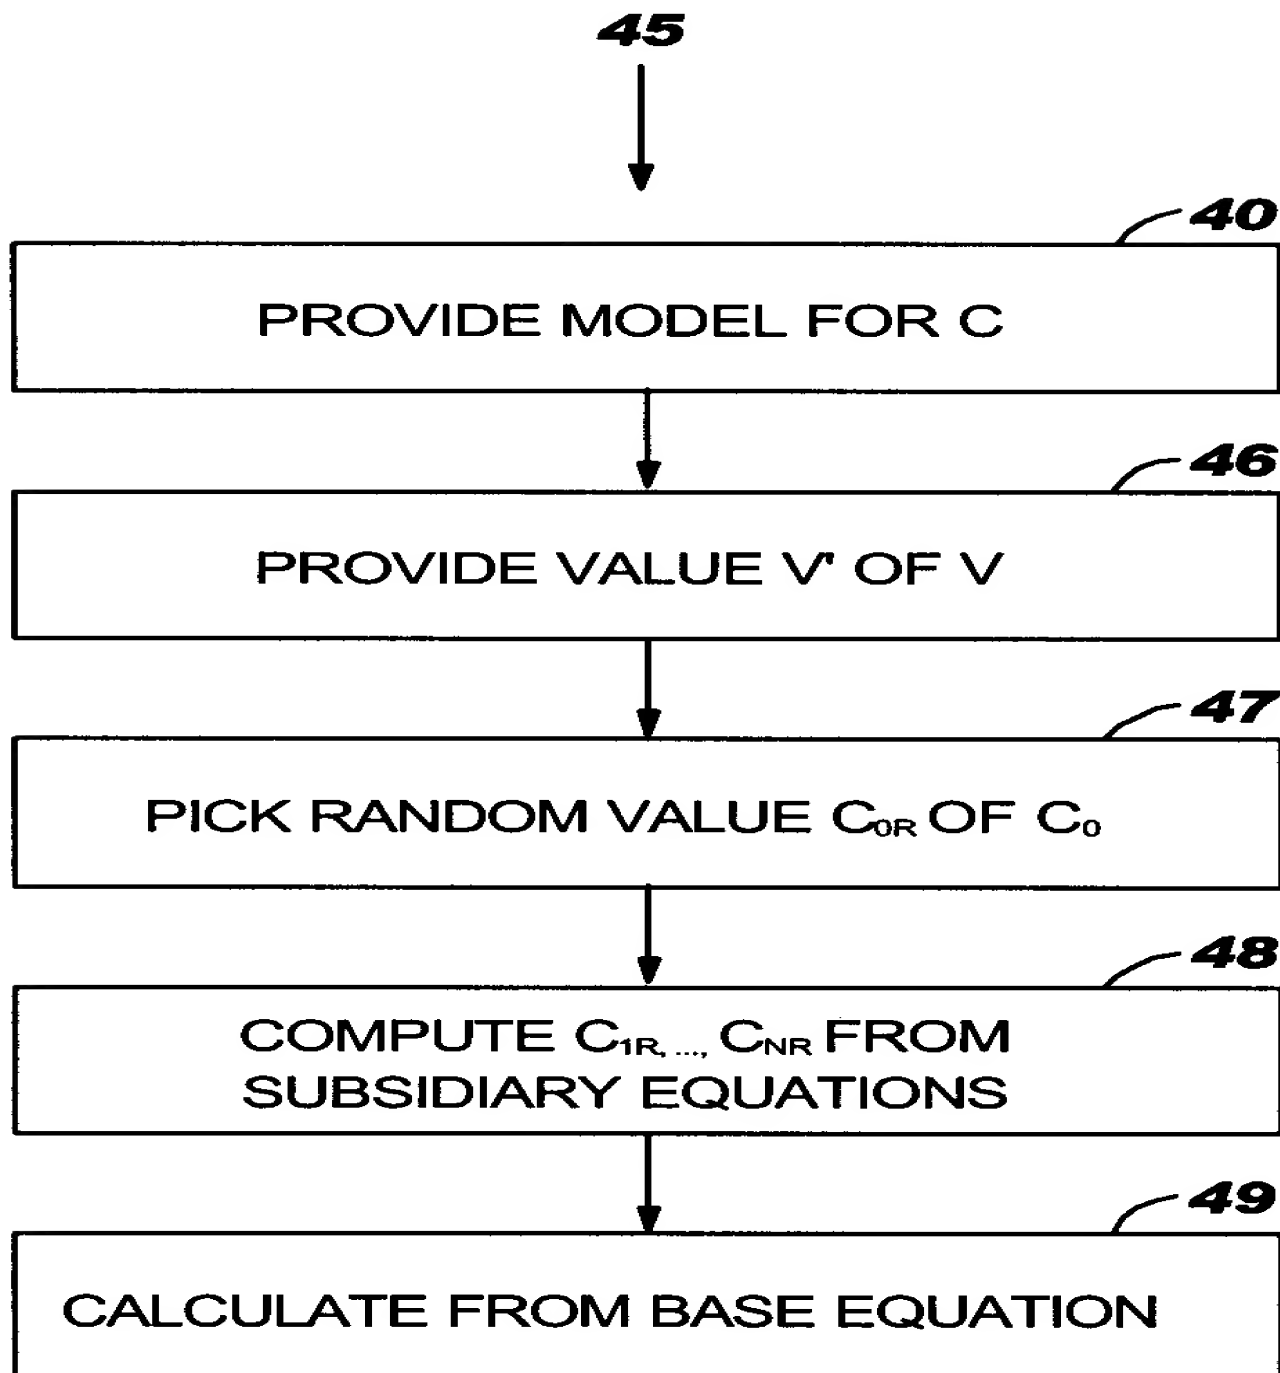 45
40
PROVIDE MODEL FOR C
46
PROVIDE VALUE V' OF V
47
PICK RANDOM VALUE C0R OF C0
48
COMPUTE C1R, ..., CNR FROM
SUBSIDIARY EQUATIONS
49
CALCULATE FROM BASE EQUATION